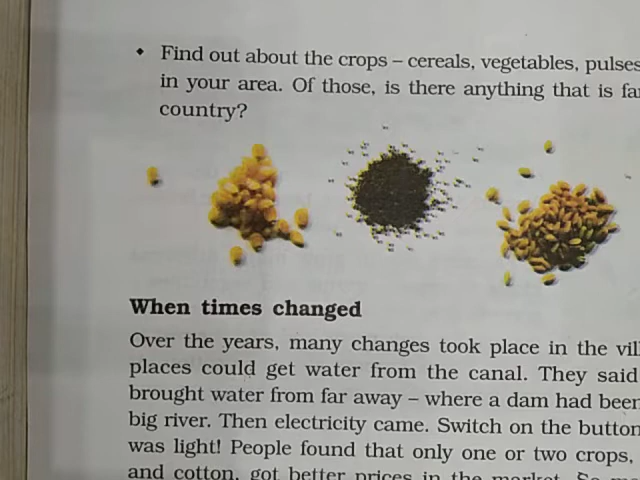 ◆ Find out about the crops – cereals, vegetables, pulses
in your area. Of those, is there anything that is
country?
When times changed
Over the years, many changes took place in the
places could get water from the canal. They said
brought water from far away – where a dam had been
big river. Then electricity came. Switch on the button
was light! People found that only one or two crops,
and cotton, got better prices in the market. So